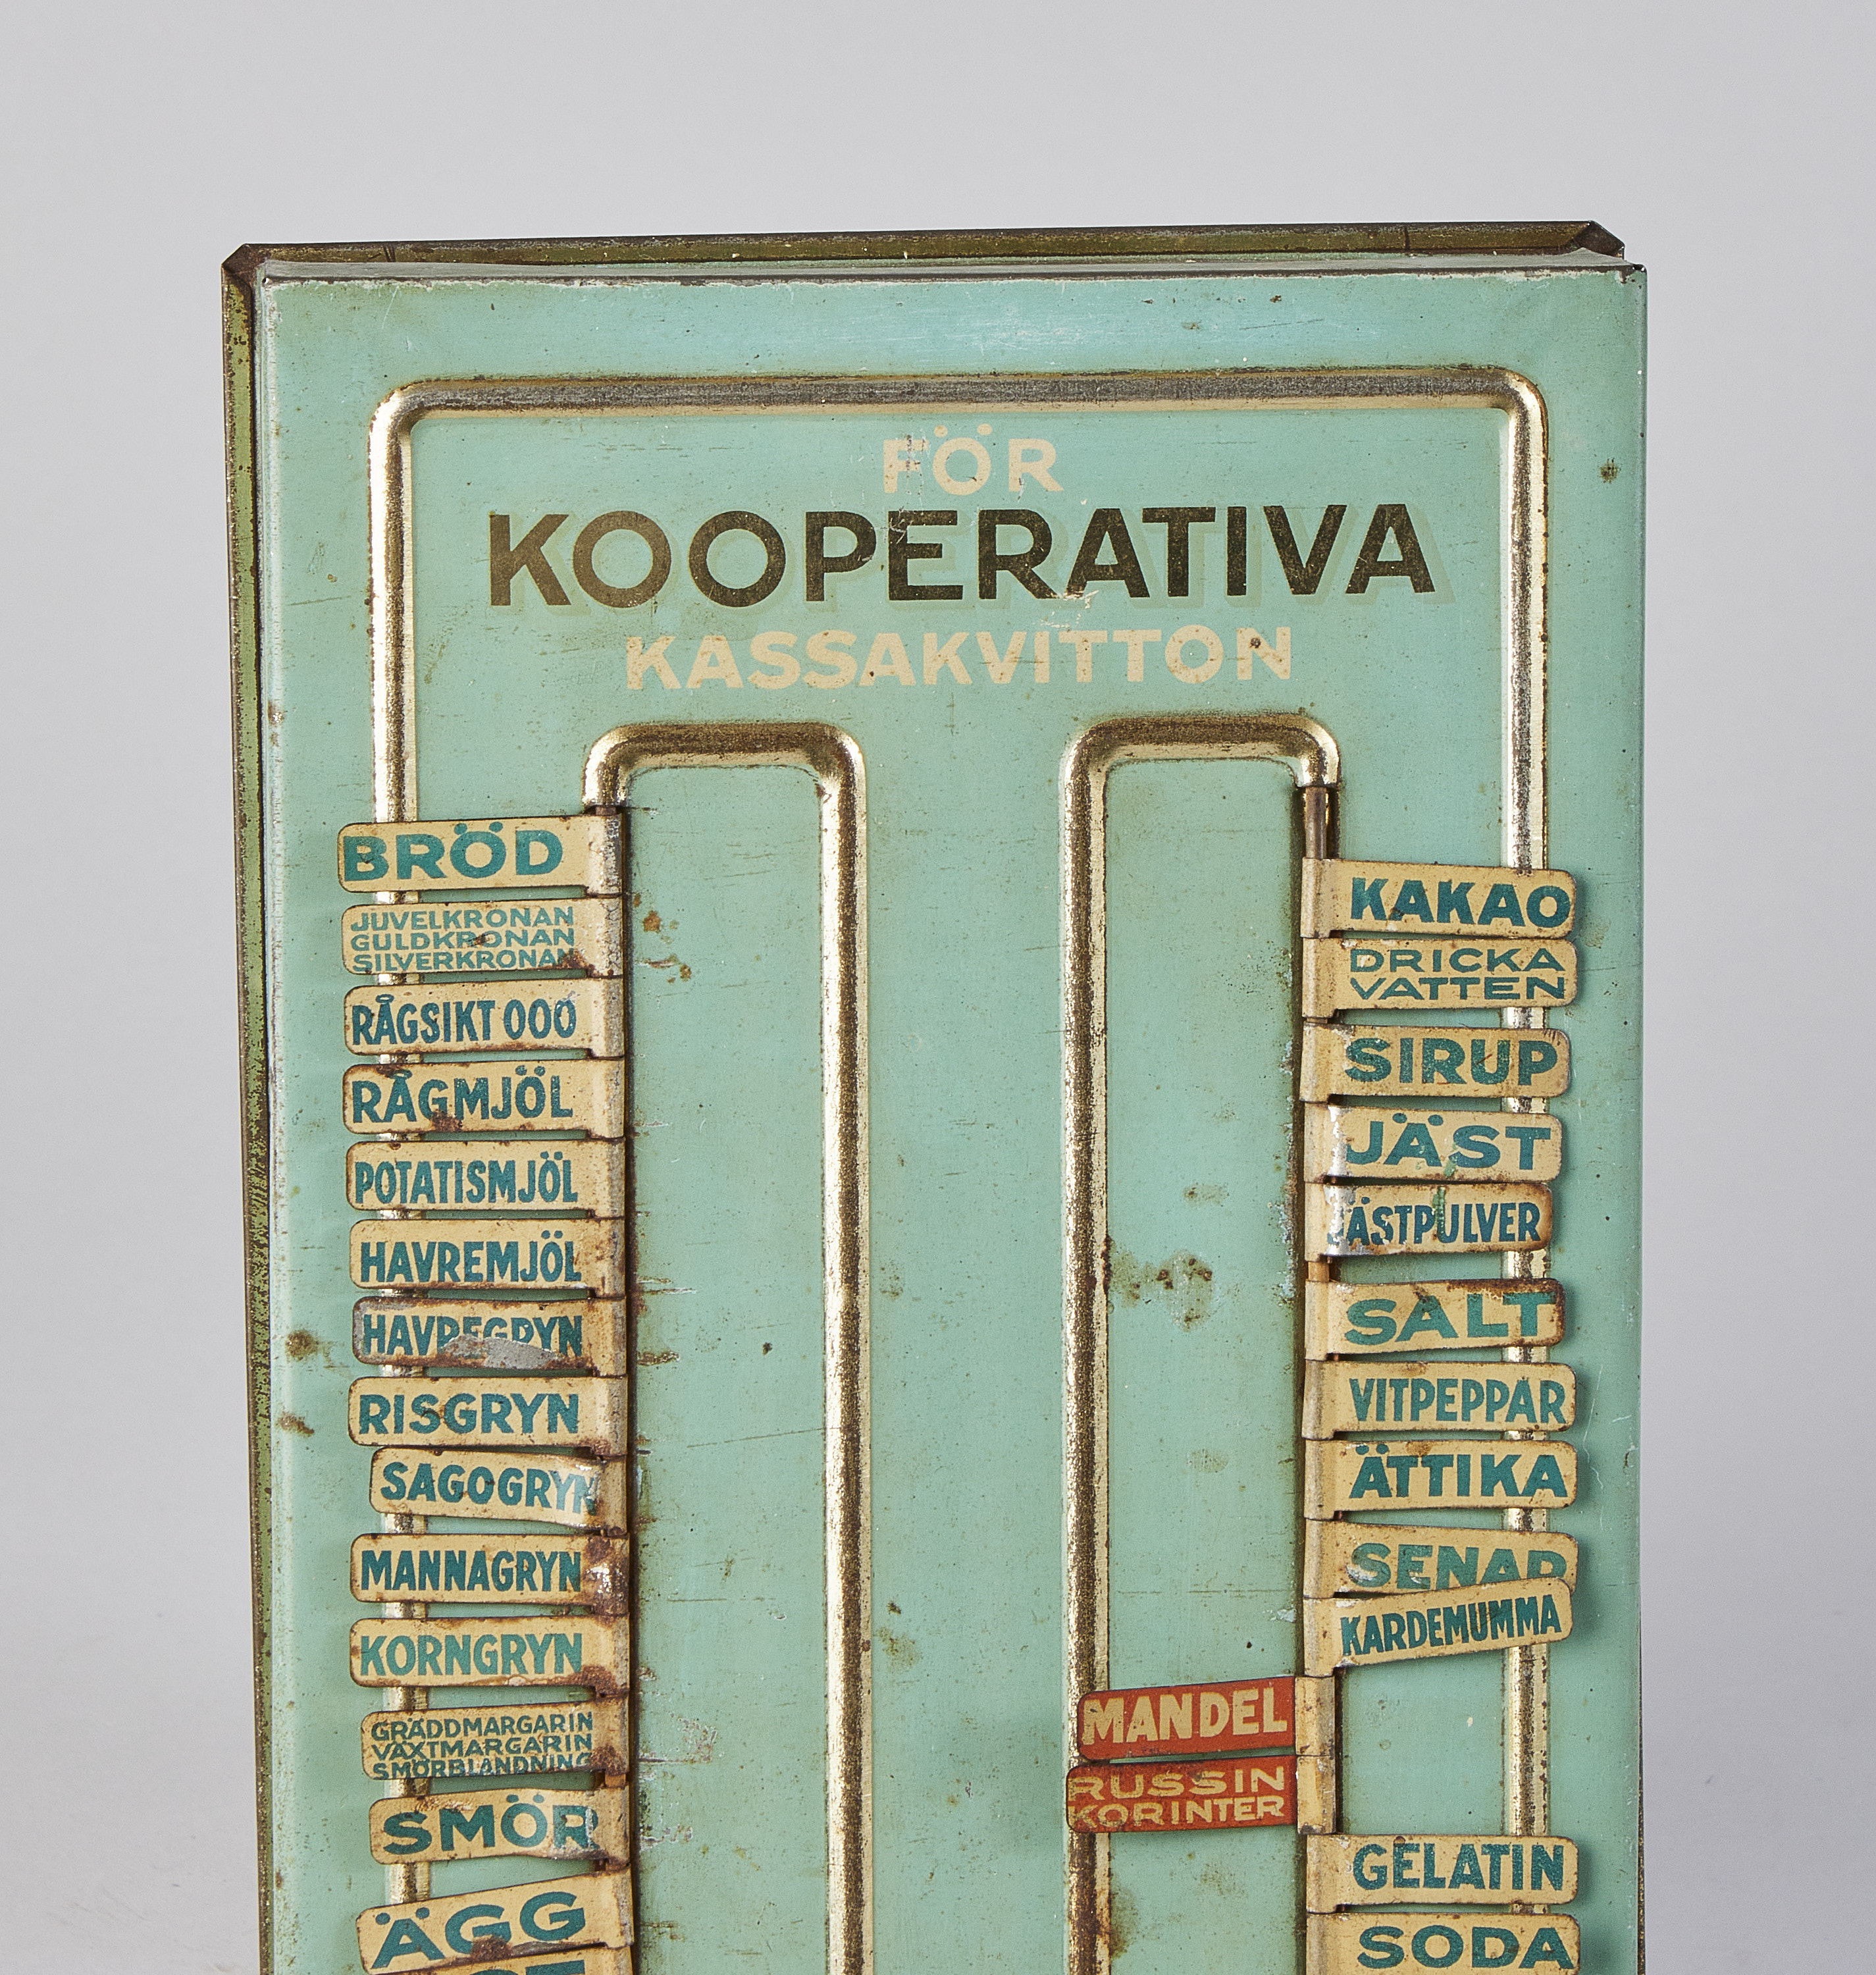 FÖR
KOOPERATIVA
KASSAKVITTON
BRÖD
JUVELKRONAN
GULDKRONAN
SILVERKRONAN
RÅGSIKT 000
RÅGMJÖL
POTATISMJÖL
HAVREMJÖL
HAVREGRYN
RISGRYN
SAGOGRYN
MANNAGRYN
KORNGRYN
GRÄDDMARGARIN
VÄXTMARGARIN
SMÖRBLANDNING
SMÖR
ÄGG
KAKAO
DRICKA
VATTEN
SIRUP
JÄST
JÄSTPULVER
SALT
VITPEPPAR
ÄTTIKA
SENAP
KARDEMUMMA
MANDEL
RUSSIN
KORINTER
GELATIN
SODA